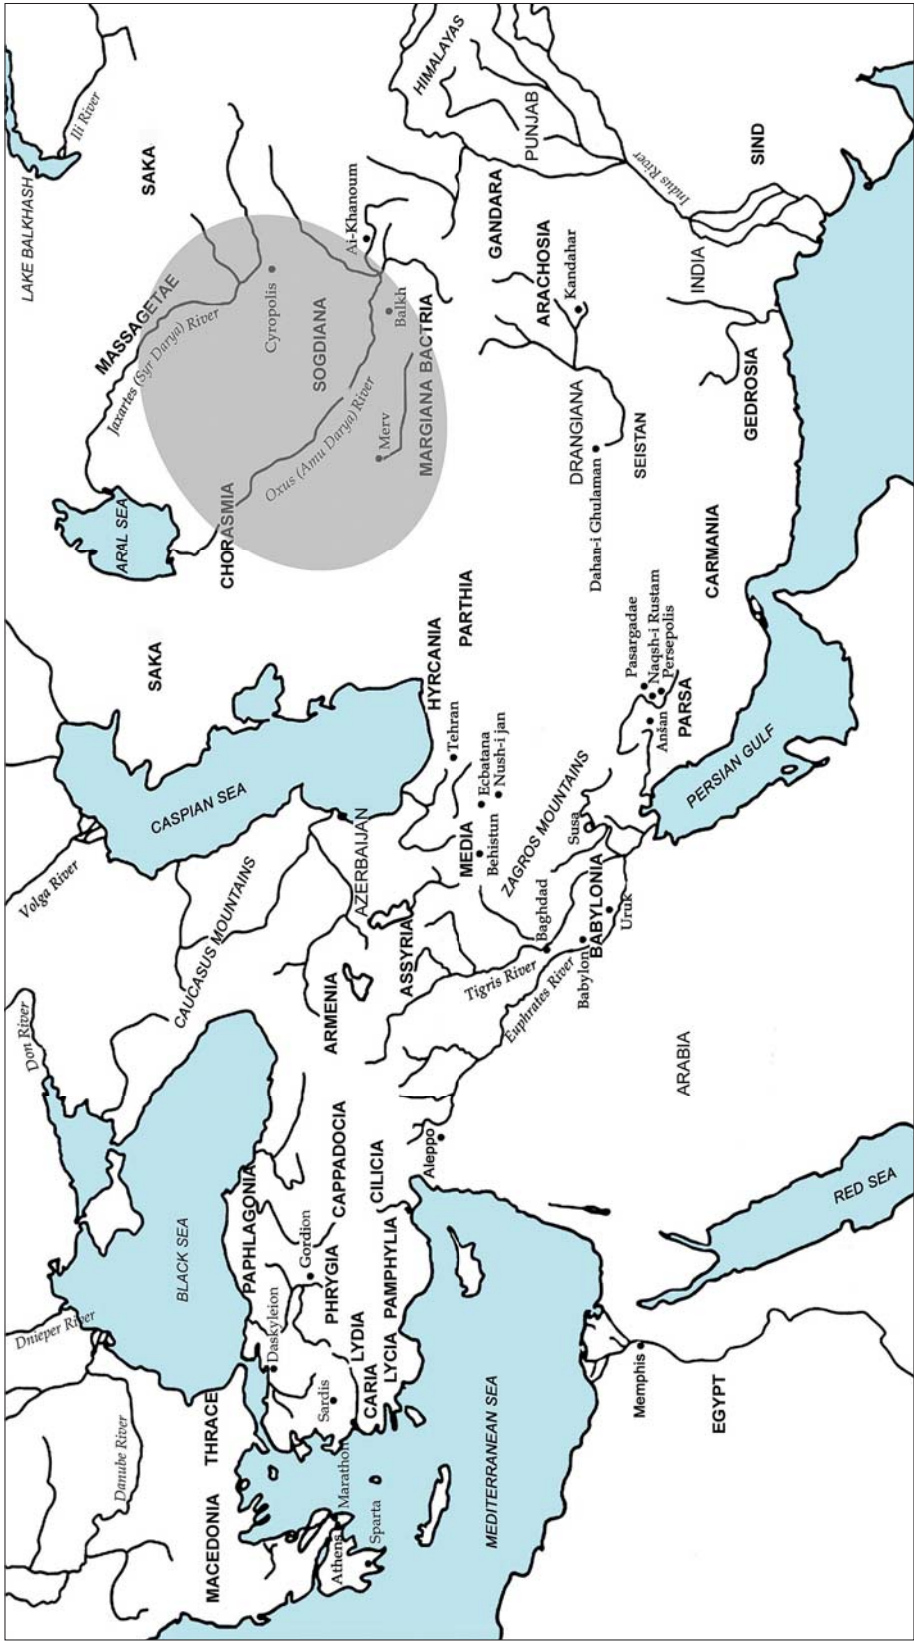 MACEDONIA
THRACE
Danube River
Dnieper River
Don River
Volga River
BLACK SEA
CAUCASUS MOUNTAINS
CASPIAN SEA
SAKA
ARAL SEA
CHORASMIA
MASSAGETAE
Jaxartes (Syr Darya) River
SAKA
LAKE BALKHASH
Ili River
Cyropolis
SOGDIANA
Oxus (Amu Darya) River
Merv
Balkh
MARGIANA BACTRIA
Ai-Khanoum
HIMALAYAS
PUNJAB
Indus River
GANDARA
ARACHOSIA
Kandahar
SIND
INDIA
DRANGIANA
Dahan-i Ghulaman
SEISTAN
GEDROSIA
CARMANIA
HYRCANIA
PARTHIA
Tehran
Ecbatana
Nush-i jan
MEDIA
Behistun
AZERBAIJAN
ZAGROS MOUNTAINS
Pasargadae
Naqsh-i Rustam
Persepolis
Anšan
PARSA
PERSIAN GULF
Susa
BABYLONIA
Baghdad
Uruk
Babylon
Tigris River
Euphrates River
ASSYRIA
ARMENIA
CAPPADOCIA
CILICIA
Aleppo
PAPHLAGONIA
Gordion
PHRYGIA
PAMPHYLIA
Daskyleion
LYDIA
LYCIA
Sardis
CARIA
Marathon
Athens
Sparta
MEDITERRANEAN SEA
Memphis
EGYPT
RED SEA
ARABIA